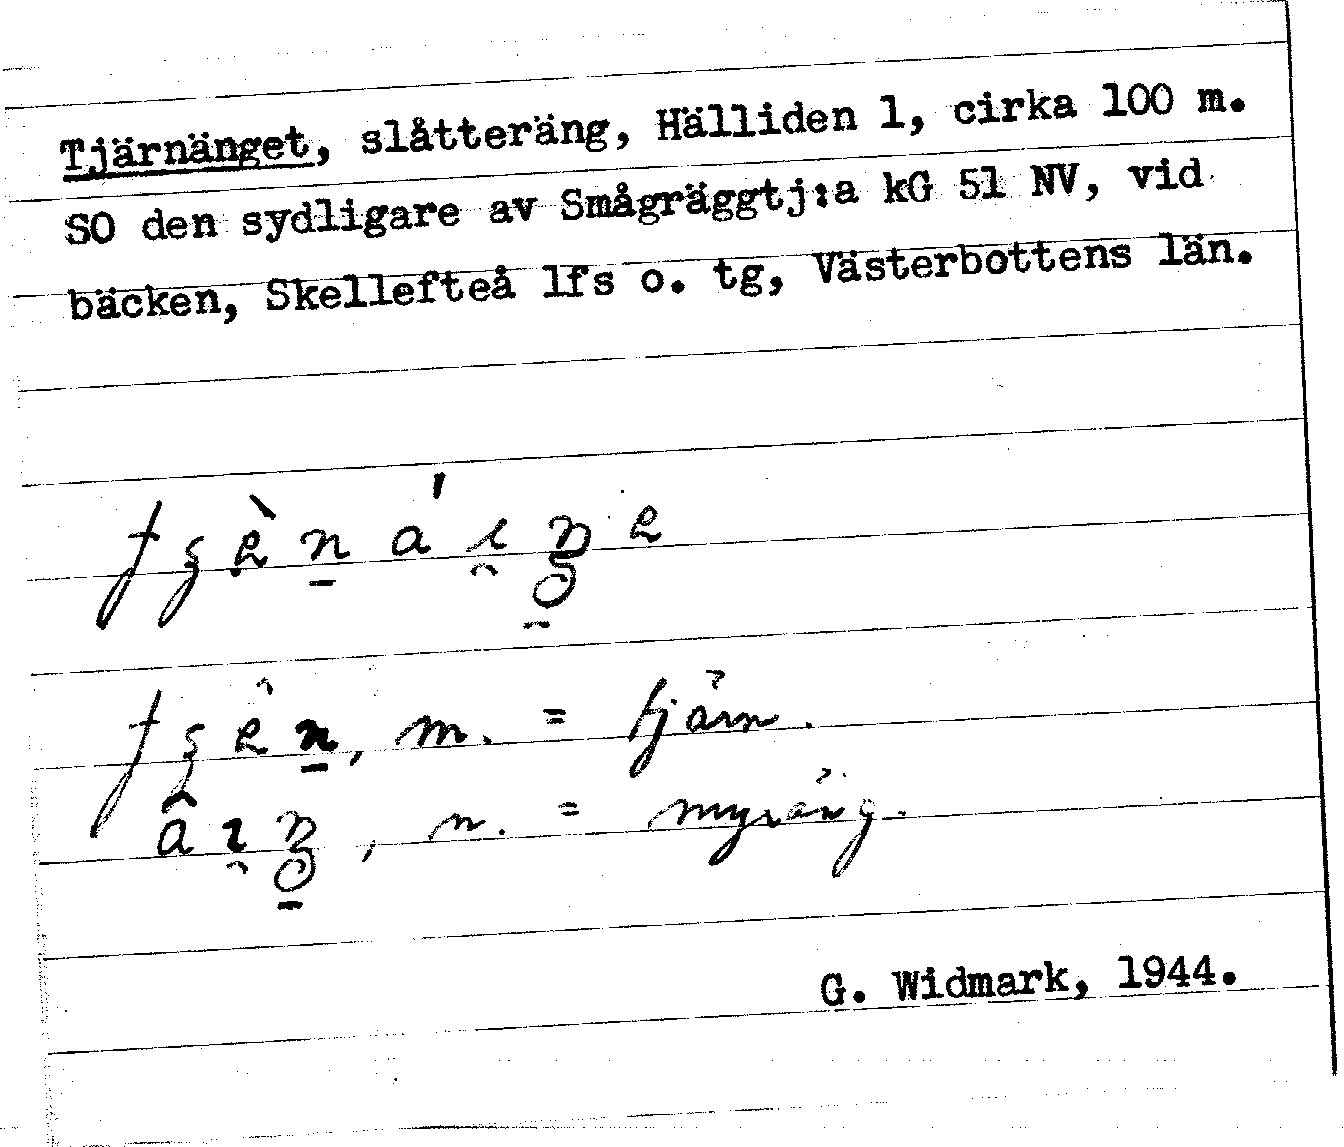 Tjärnänget, slåtteräng, Hälliden 1, cirka 100 m.
SO den sydligare av Smågräggtj:a kG 51 NV, vid
bäcken, Skellefteå lfs o. tg, Västerbottens län.
m. = tjärn.
n. = myräng.
G. Widmark, 1944.